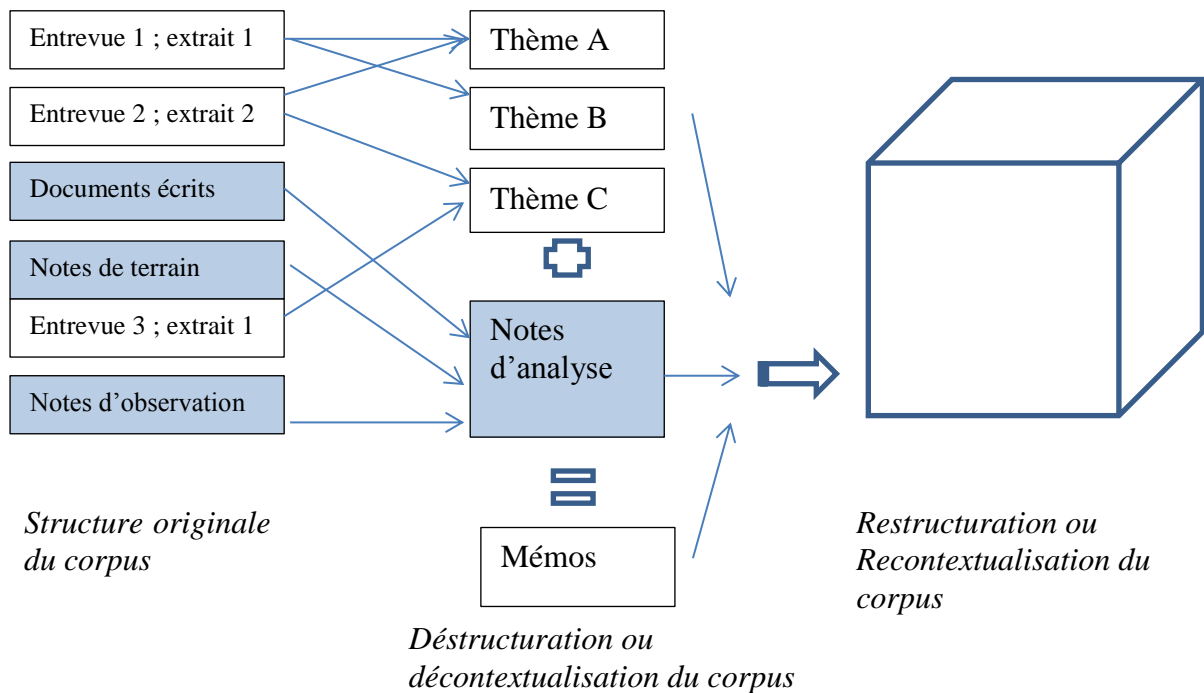 Entrevue 1 ; extrait 1
Entrevue 2 ; extrait 2
Documents écrits
Notes de terrain
Entrevue 3 ; extrait 1
Notes d’observation
Structure originale
du corpus
Thème A
Thème B
Thème C
Notes
d’analyse
Mémos
Déstructuration ou
décontextualisation du corpus
Restructuration ou
Recontextualisation du
corpus